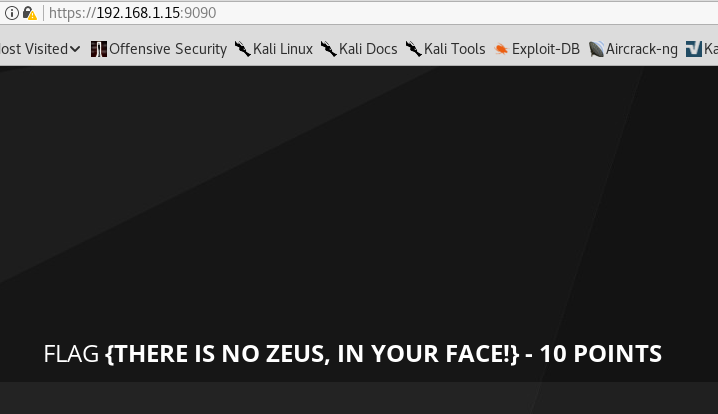 https://192.168.1.15:9090
ost Visited Offensive Security Kali Linux Kali Docs Kali Tools Exploit-DB Aircrack-ng Ka
FLAG {THERE IS NO ZEUS, IN YOUR FACE!} - 10 POINTS